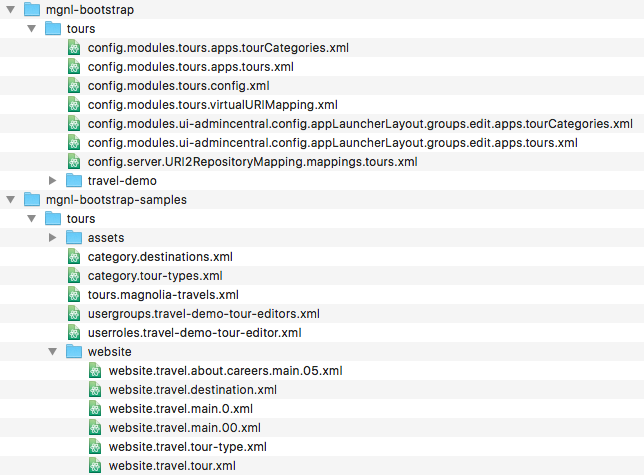 mgnl-bootstrap
tours
config.modules.tours.apps.tourCategories.xml
config.modules.tours.apps.tours.xml
config.modules.tours.config.xml
config.modules.tours.virtualURIMapping.xml
config.modules.ui-admincentral.config.appLauncherLayout.groups.edit.apps.tourCategories.xml
config.modules.ui-admincentral.config.appLauncherLayout.groups.edit.apps.tours.xml
config.server.URI2RepositoryMapping.mappings.tours.xml
travel-demo
mgnl-bootstrap-samples
tours
assets
category.destinations.xml
category.tour-types.xml
tours.magnolia-travels.xml
usergroups.travel-demo-tour-editors.xml
userroles.travel-demo-tour-editor.xml
website
website.travel.about.careers.main.05.xml
website.travel.destination.xml
website.travel.main.0.xml
website.travel.main.00.xml
website.travel.tour-type.xml
website.travel.tour.xml